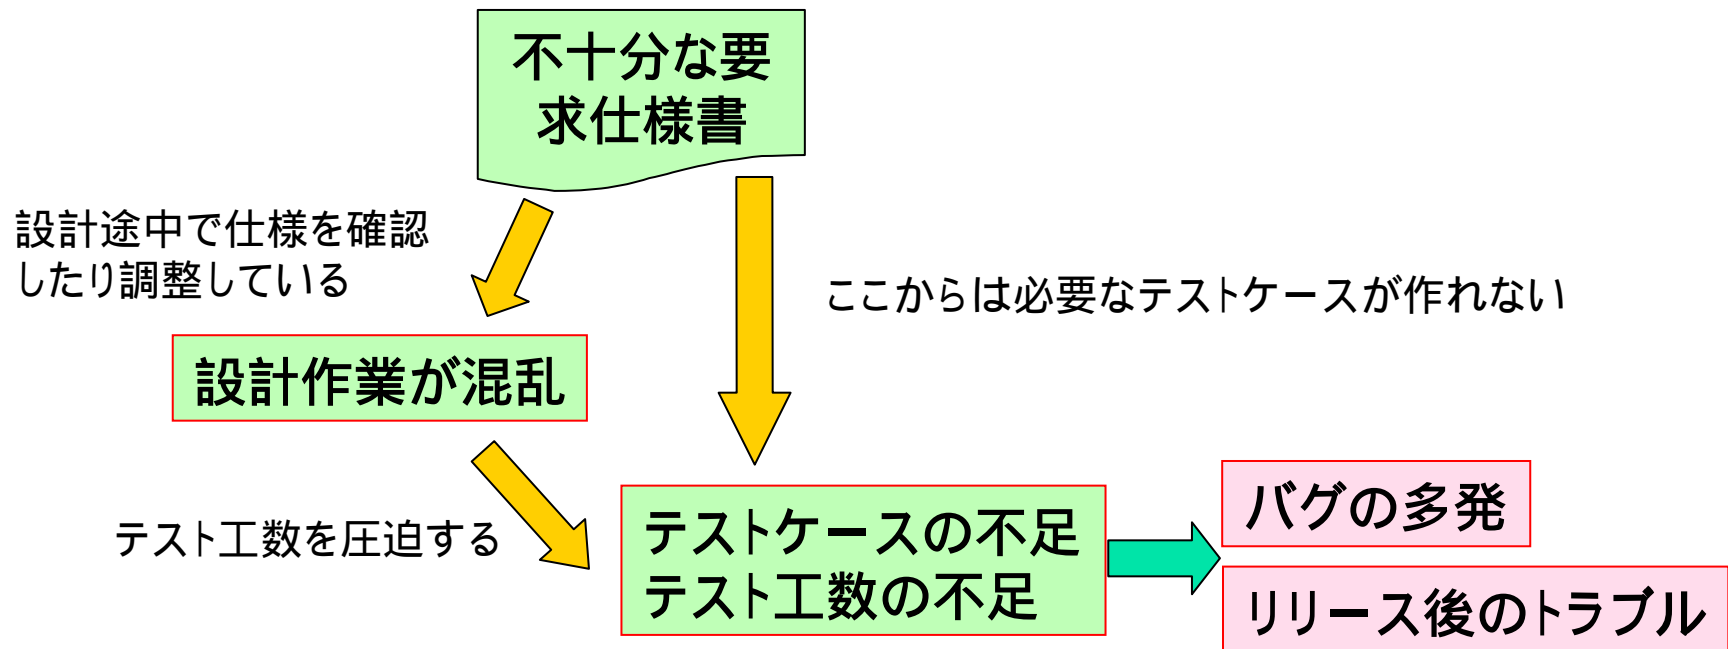 不十分な要
求仕様書
設計途中で仕様を確認
したり調整している
ここからは必要なテストケースが作れない
設計作業が混乱
テスト工数を圧迫する
テストケースの不足
テスト工数の不足
バグの多発
リリース後のトラブル